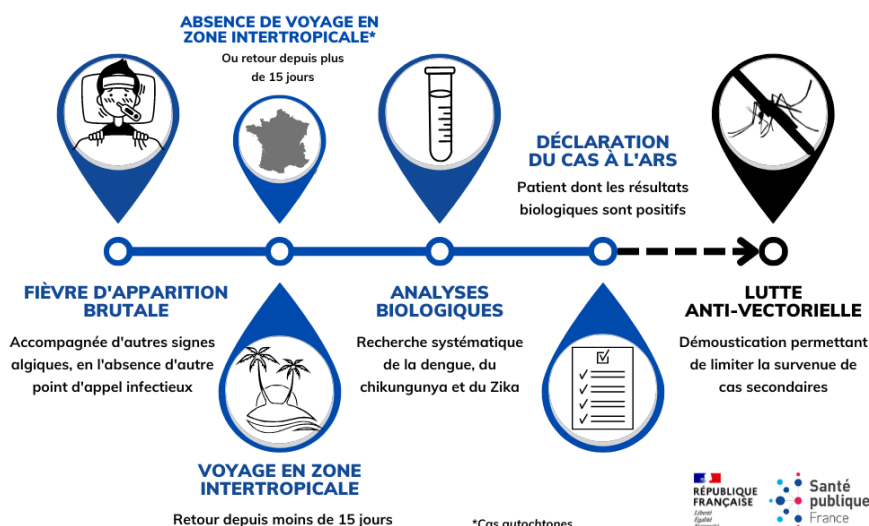 ABSENCE DE VOYAGE EN
ZONE INTERTROPICALE*
Ou retour depuis plus
de 15 jours
DÉCLARATION
DU CAS À L'ARS
Patient dont les résultats
biologiques sont positifs
FIÈVRE D'APPARITION
BRUTALE
Accompagnée d'autres signes
algiques, en l'absence d'autre
point d'appel infectieux
ANALYSES
BIOLOGIQUES
Recherche systématique
de la dengue, du
chikungunya et du Zika
LUTTE
ANTI-VECTORIELLE
Démoustication permettant
de limiter la survenue de
cas secondaires
VOYAGE EN ZONE
INTERTROPICALE
Retour depuis moins de 15 jours
*Cas autochtones
RÉPUBLIQUE
FRANÇAISE
Liberté
Égalité
Santé
publique
France